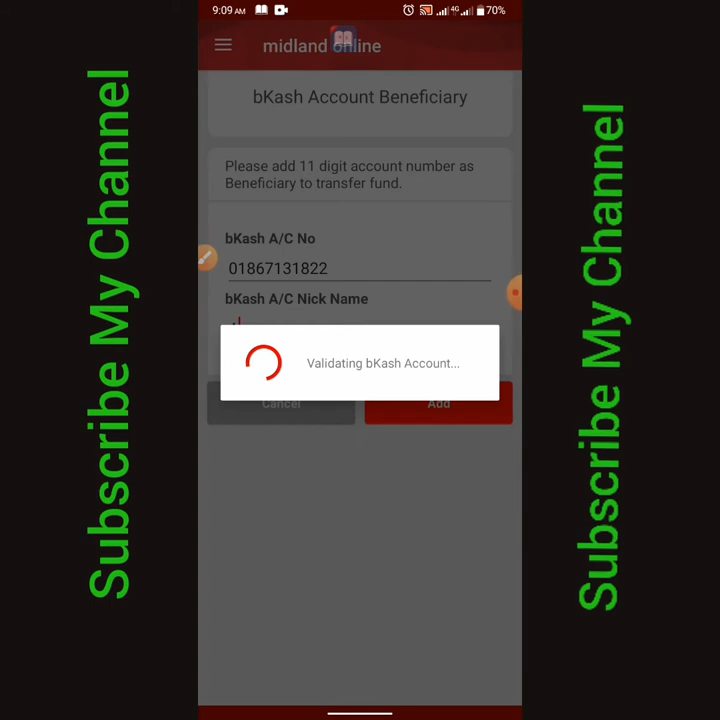 9:09 AM
4G
70%
midland online
bKash Account Beneficiary
Please add 11 digit account number as
Beneficiary to transfer fund.
bKash A/C No
01867131822
bKash A/C Nick Name
Validating bKash Account...
Cancel
Add
Subscribe My Channel
Subscribe My Channel